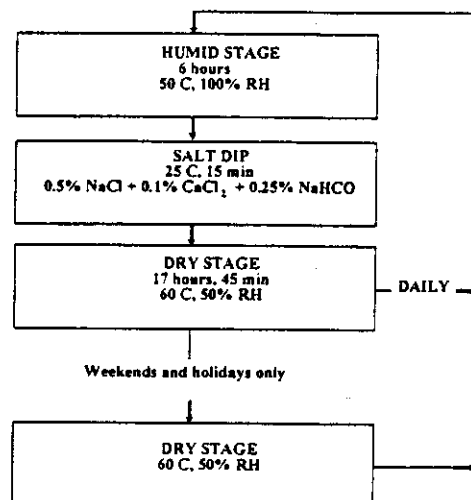 HUMID STAGE
6 hours
50 C, 100% RH
SALT DIP
25 C, 15 min
0.5% NaCl + 0.1% CaCl₂ + 0.25% NaHCO
DRY STAGE
17 hours, 45 min
60 C, 50% RH
DAILY
Weekends and holidays only
DRY STAGE
60 C, 50% RH